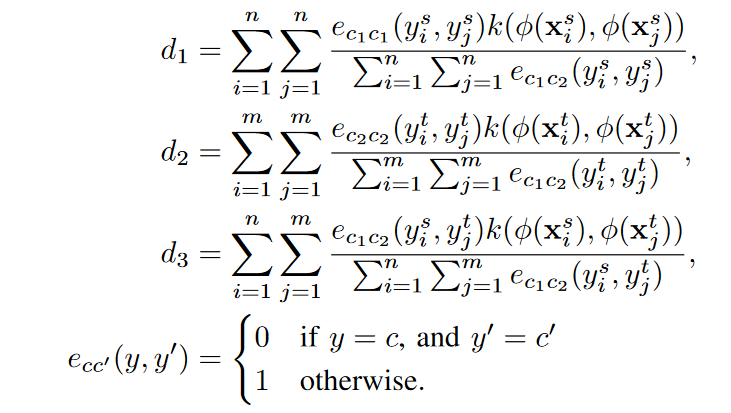 d_1 = \sum_{i=1}^{n} \sum_{j=1}^{n} \frac{e_{c_1 c_1}(y_i^s, y_j^s) k(\phi(\mathbf{x}_i^s), \phi(\mathbf{x}_j^s))}{\sum_{i=1}^{n} \sum_{j=1}^{n} e_{c_1 c_2}(y_i^s, y_j^s)},
d_2 = \sum_{i=1}^{m} \sum_{j=1}^{m} \frac{e_{c_2 c_2}(y_i^t, y_j^t) k(\phi(\mathbf{x}_i^t), \phi(\mathbf{x}_j^t))}{\sum_{i=1}^{m} \sum_{j=1}^{m} e_{c_1 c_2}(y_i^t, y_j^t)},
d_3 = \sum_{i=1}^{n} \sum_{j=1}^{m} \frac{e_{c_1 c_2}(y_i^s, y_j^t) k(\phi(\mathbf{x}_i^s), \phi(\mathbf{x}_j^t))}{\sum_{i=1}^{n} \sum_{j=1}^{m} e_{c_1 c_2}(y_i^s, y_j^t)},
e_{cc'}(y, y') = \begin{cases} 0 & \text{if } y = c, \text{ and } y' = c' \\ 1 & \text{otherwise.} \end{cases}